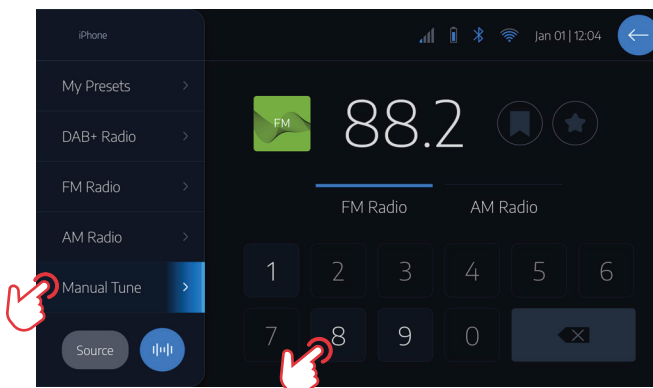 iPhone
Jan 01 | 12:04
My Presets
DAB+ Radio
FM Radio
AM Radio
Manual Tune
Source
FM
88.2
FM Radio AM Radio
1 2 3 4 5 6
7 8 9 0